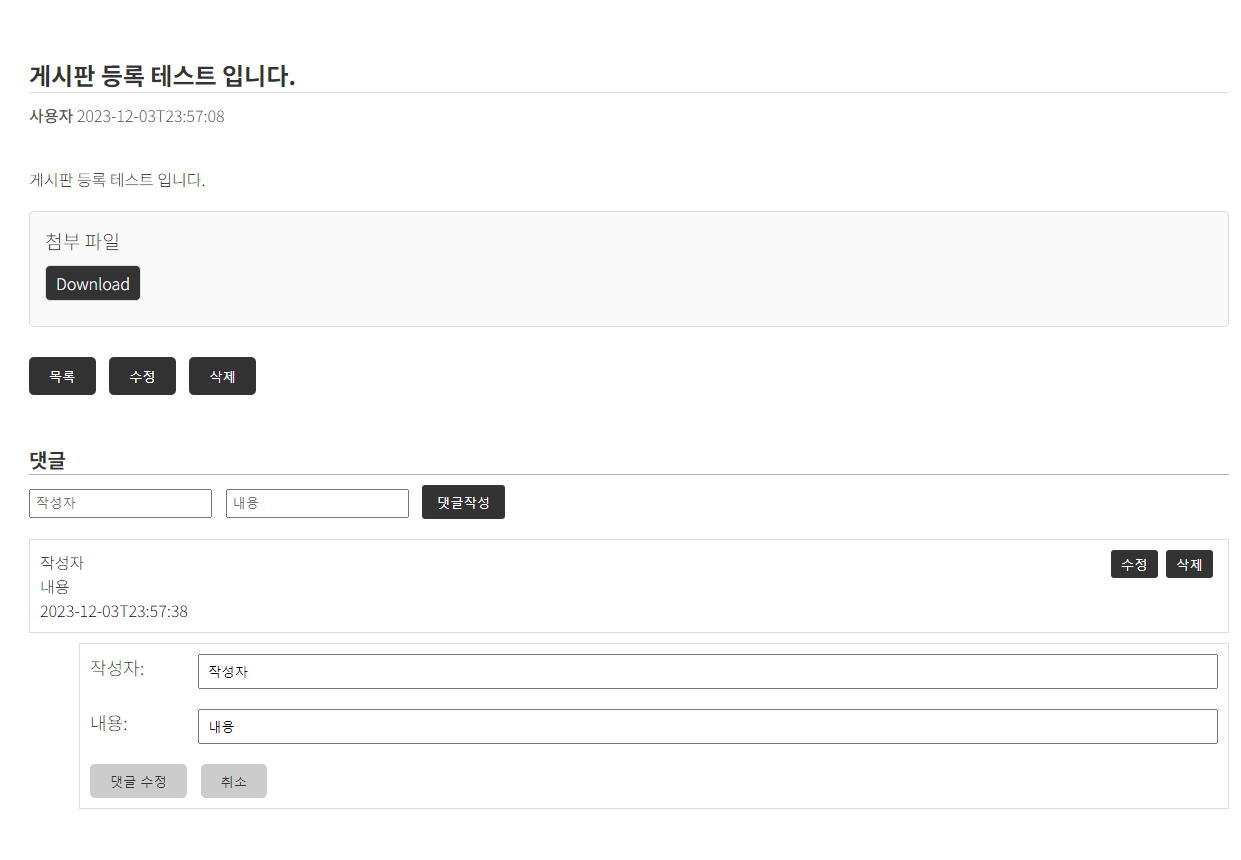 게시판 등록 테스트 입니다.
사용자 2023-12-03T23:57:08
게시판 등록 테스트 입니다.
첨부 파일
Download
목록 수정 삭제
댓글
작성자 내용 댓글작성
작성자 수정 삭제
내용
2023-12-03T23:57:38
작성자: 작성자
내용: 내용
댓글 수정 취소